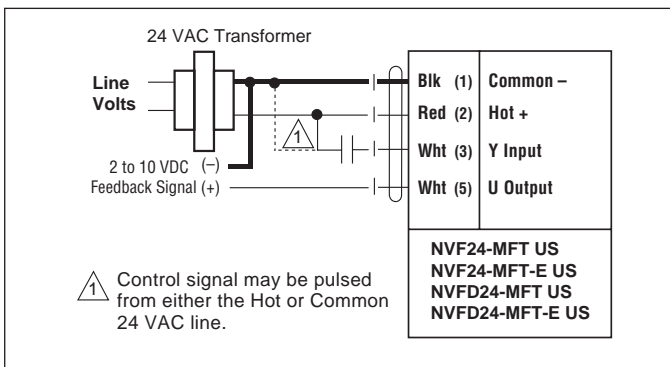 24 VAC Transformer
Line
Volts
Blk (1) Common –
Red (2) Hot +
1
Wht (3) Y Input
2 to 10 VDC (–)
Feedback Signal (+)
Wht (5) U Output
NVF24-MFT US
NVF24-MFT-E US
NVFD24-MFT US
NVFD24-MFT-E US
1 Control signal may be pulsed
from either the Hot or Common
24 VAC line.